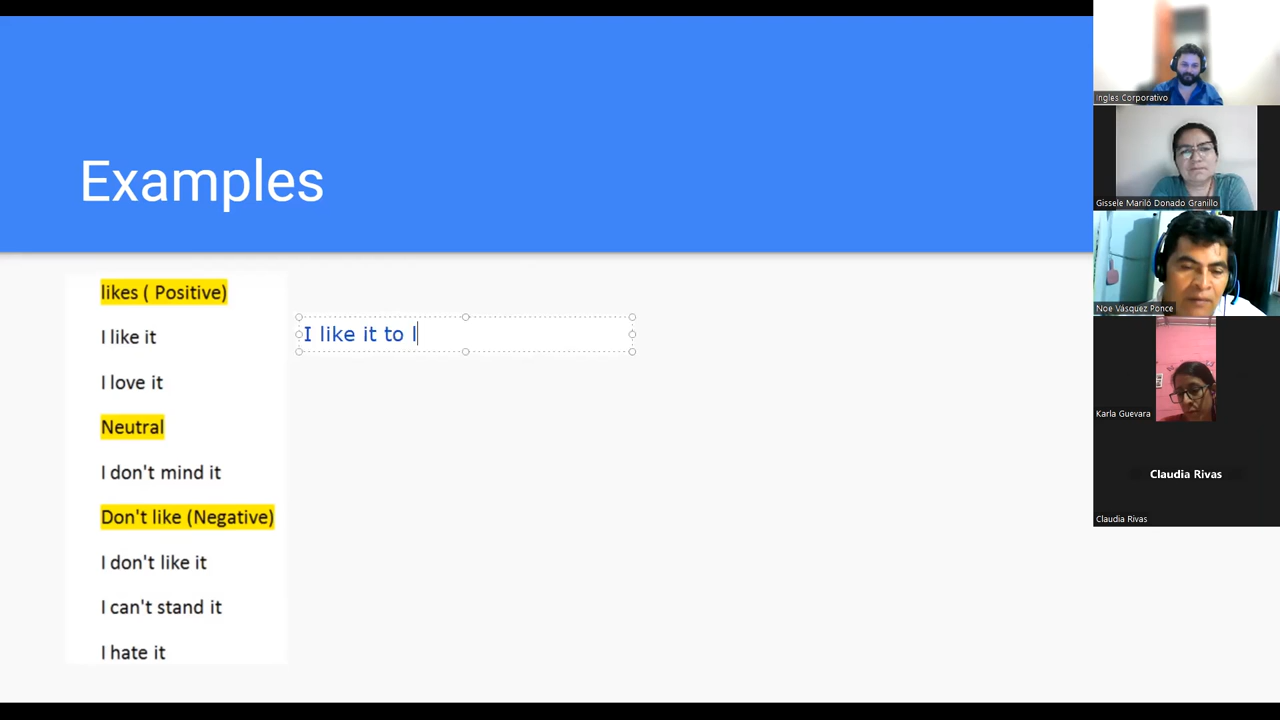 Examples
likes ( Positive)
I like it
I love it
Neutral
I don't mind it
Don't like (Negative)
I don't like it
I can't stand it
I hate it
I like it to l
Ingles Corporativo
Gissele Mariló Donado Granillo
Noe Vásquez Ponce
Karla Guevara
Claudia Rivas
Claudia Rivas